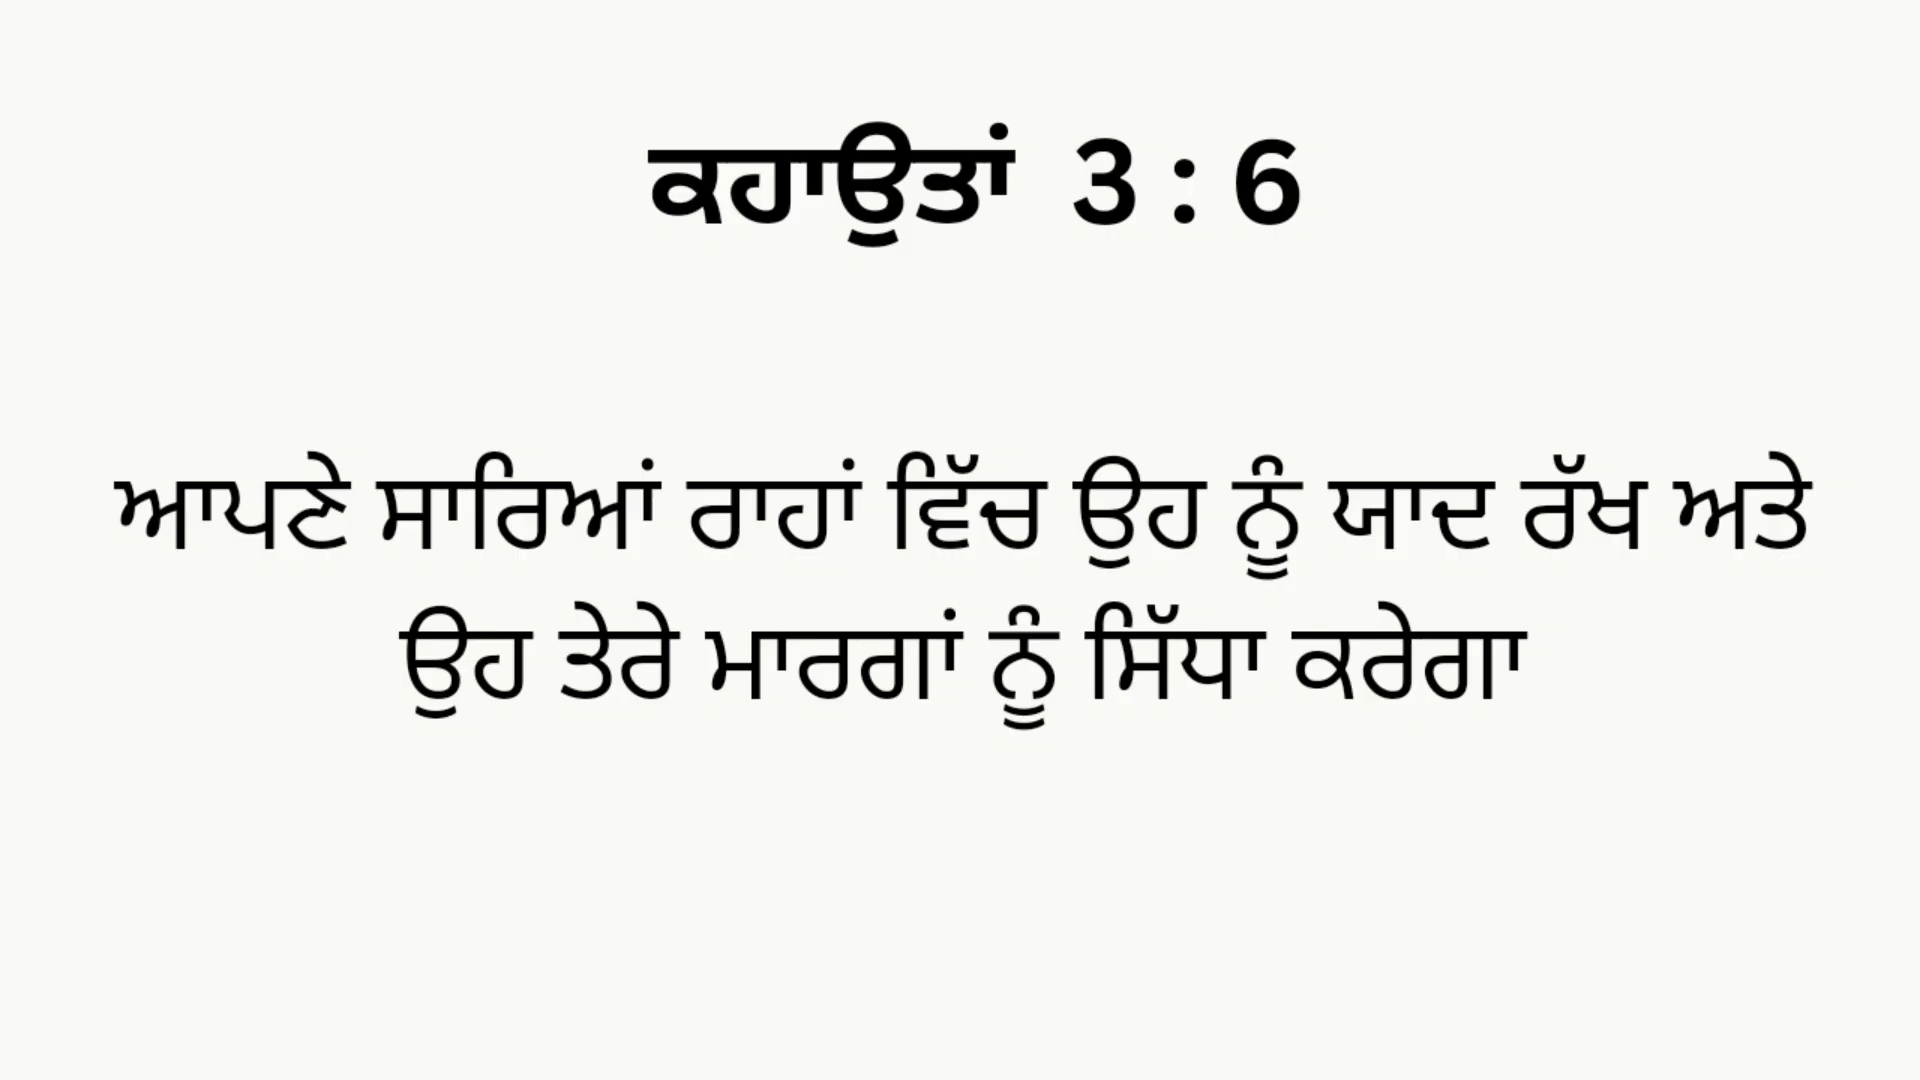 ਕਹਾਉਤਾਂ 3 : 6
ਆਪਣੇ ਸਾਰਿਆਂ ਰਾਹਾਂ ਵਿੱਚ ਉਹ ਨੂੰ ਯਾਦ ਰੱਖ ਅਤੇ
ਉਹ ਤੇਰੇ ਮਾਰਗਾਂ ਨੂੰ ਸਿੱਧਾ ਕਰੇਗਾ